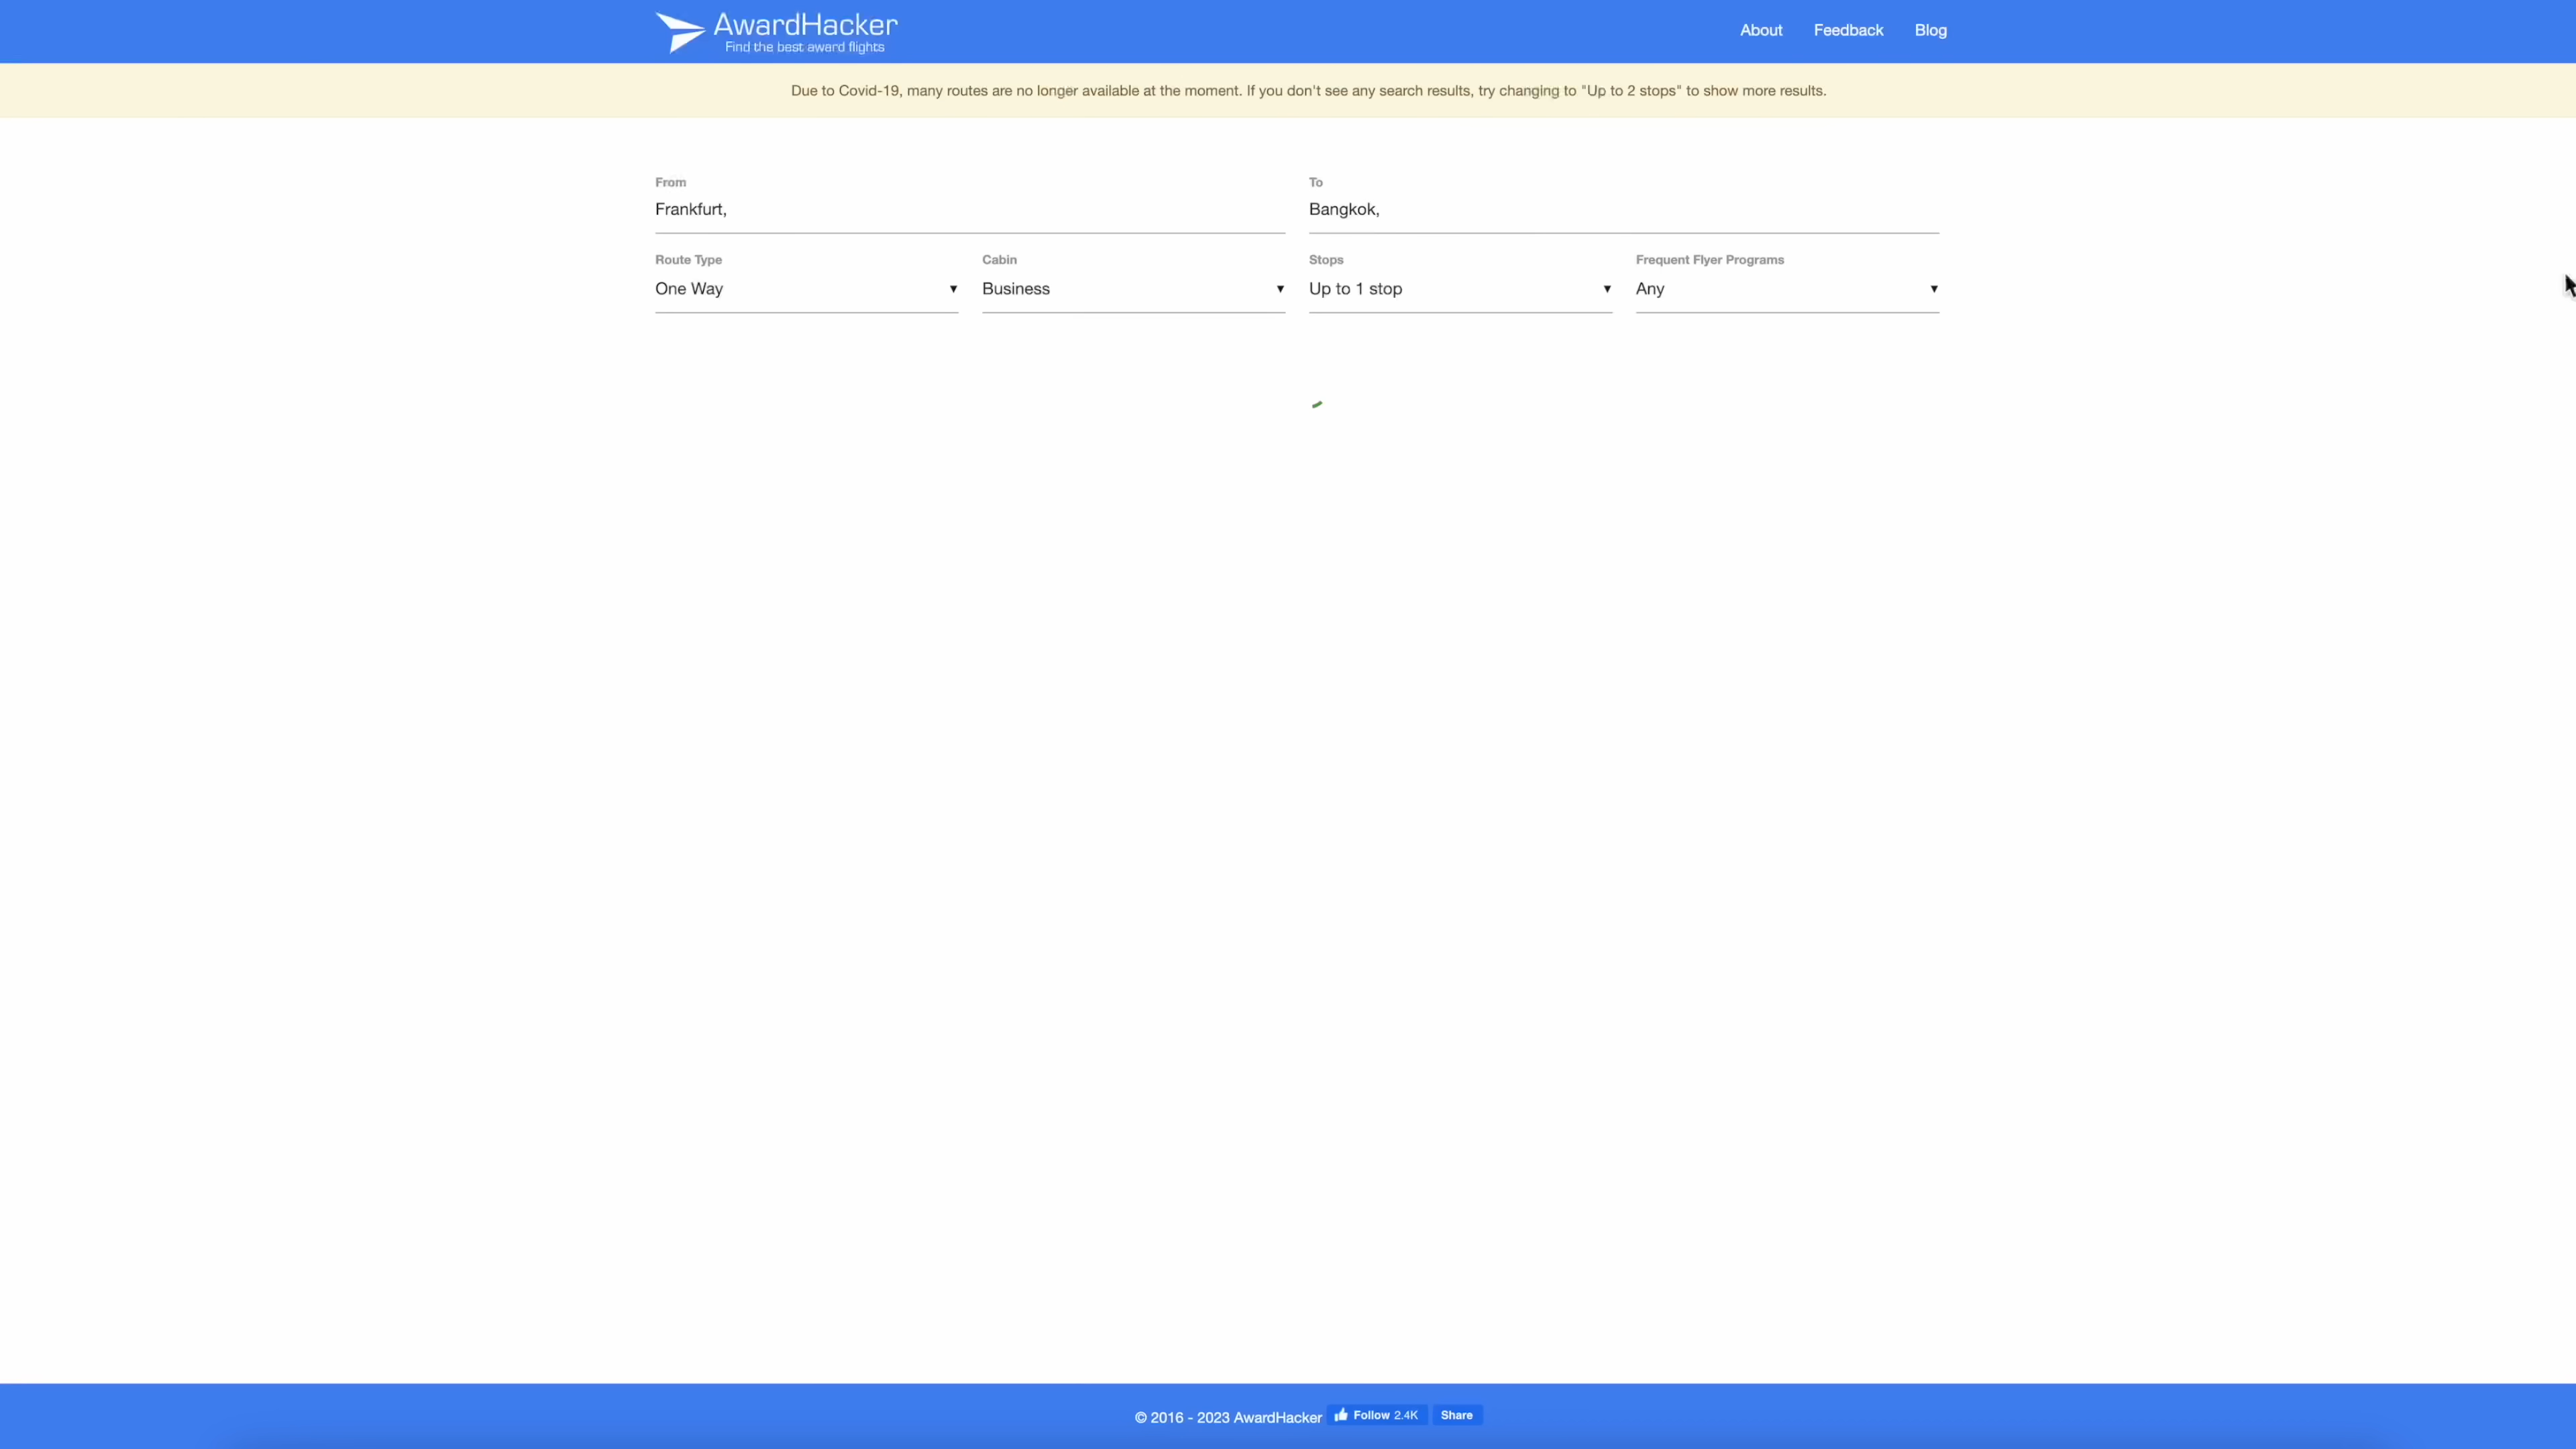 AwardHacker
Find the best award flights
About Feedback Blog
Due to Covid-19, many routes are no longer available at the moment. If you don't see any search results, try changing to "Up to 2 stops" to show more results.
From To
Frankfurt, Bangkok,
Route Type Cabin Stops Frequent Flyer Programs
One Way Business Up to 1 stop Any
© 2016 - 2023 AwardHacker Follow 2.4K Share